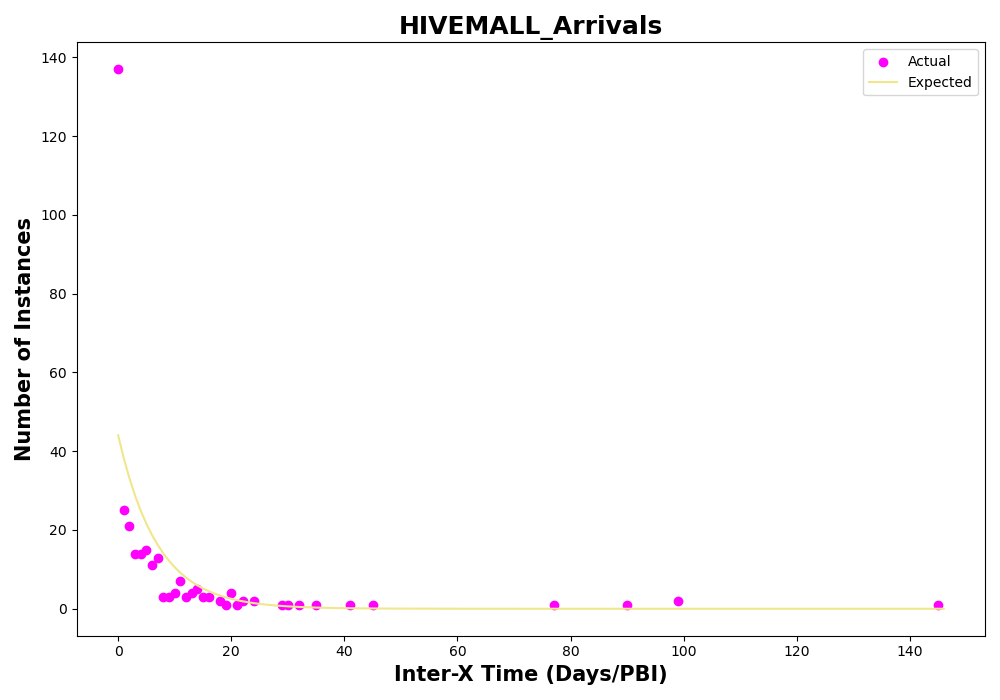 HIVEMALL_Arrivals
Actual
Expected
Number of Instances
140
120
100
80
60
40
20
0
0 20 40 60 80 100 120 140
Inter-X Time (Days/PBI)